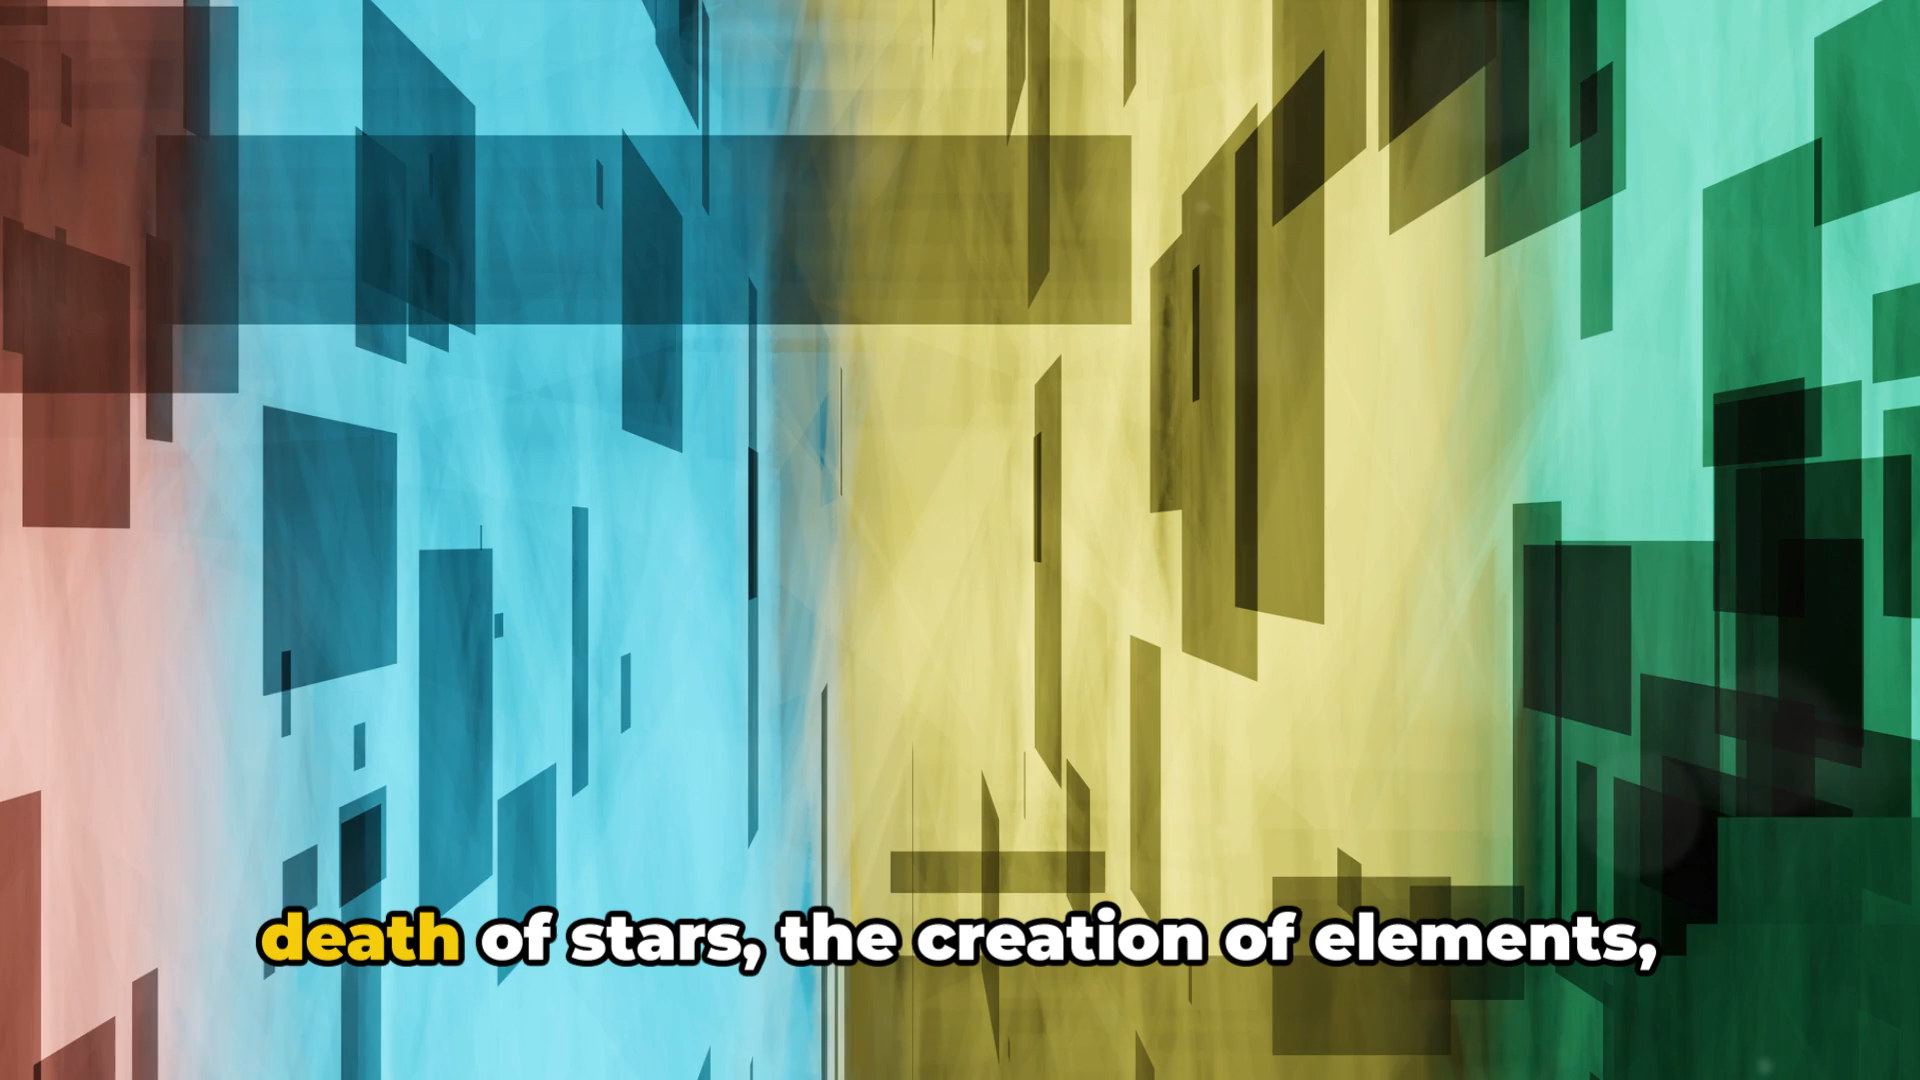 death of stars, the creation of elements,